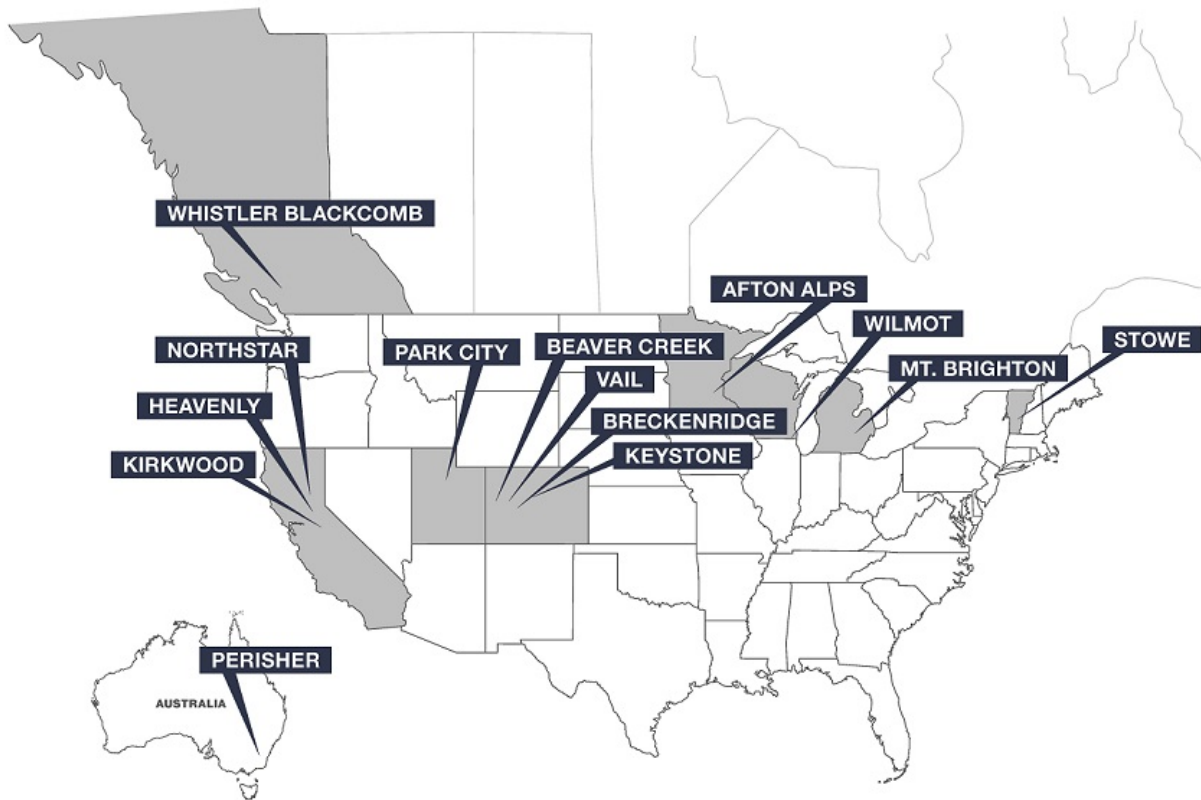 WHISTLER BLACKCOMB
AFTON ALPS
WILMOT
STOWE
NORTHSTAR
PARK CITY
BEAVER CREEK
MT. BRIGHTON
VAIL
HEAVENLY
BRECKENRIDGE
KEYSTONE
KIRKWOOD
PERISHER
AUSTRALIA